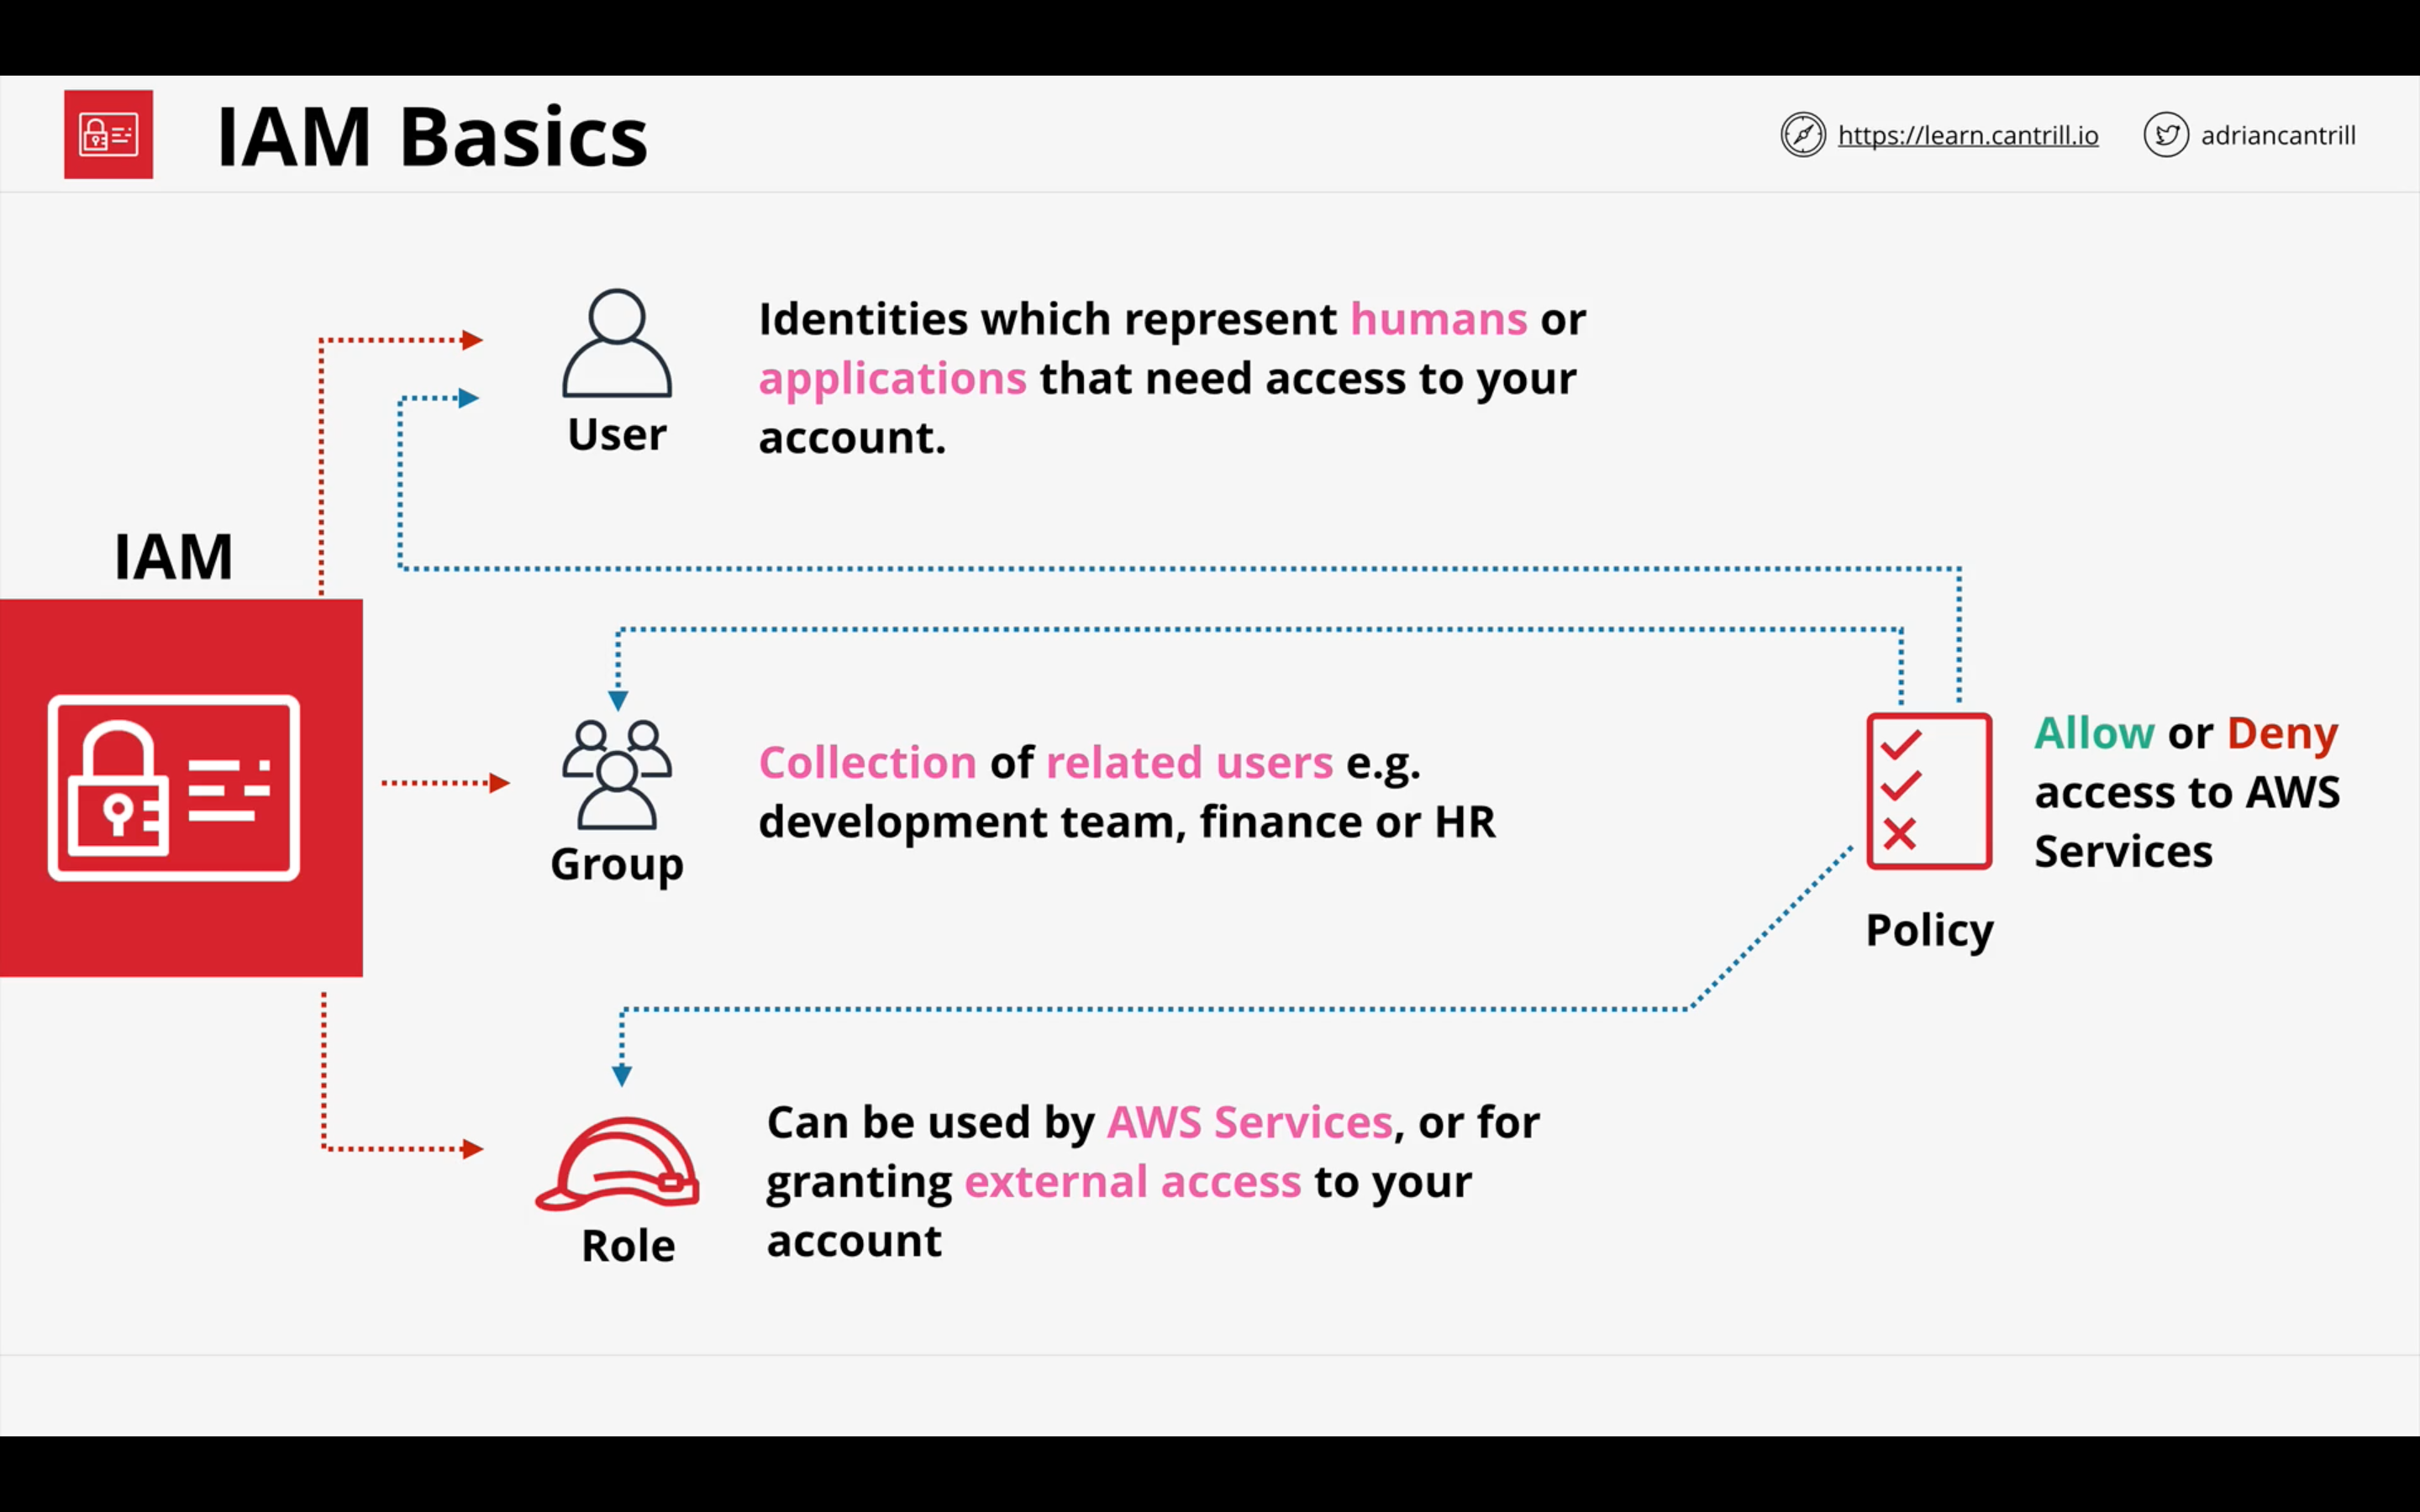 IAM Basics
https://learn.cantrill.io
adriancantrill
Identities which represent humans or
applications that need access to your
account.
User
IAM
Collection of related users e.g.
development team, finance or HR
Group
Allow or Deny
access to AWS
Services
Policy
Can be used by AWS Services, or for
granting external access to your
account
Role